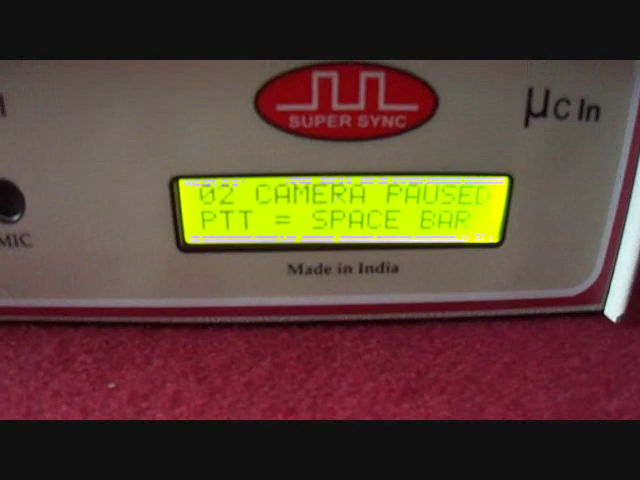 SUPER SYNC
µC In
02 CAMERA PAUSED
PTT = SPACE BAR
MIC
Made in India